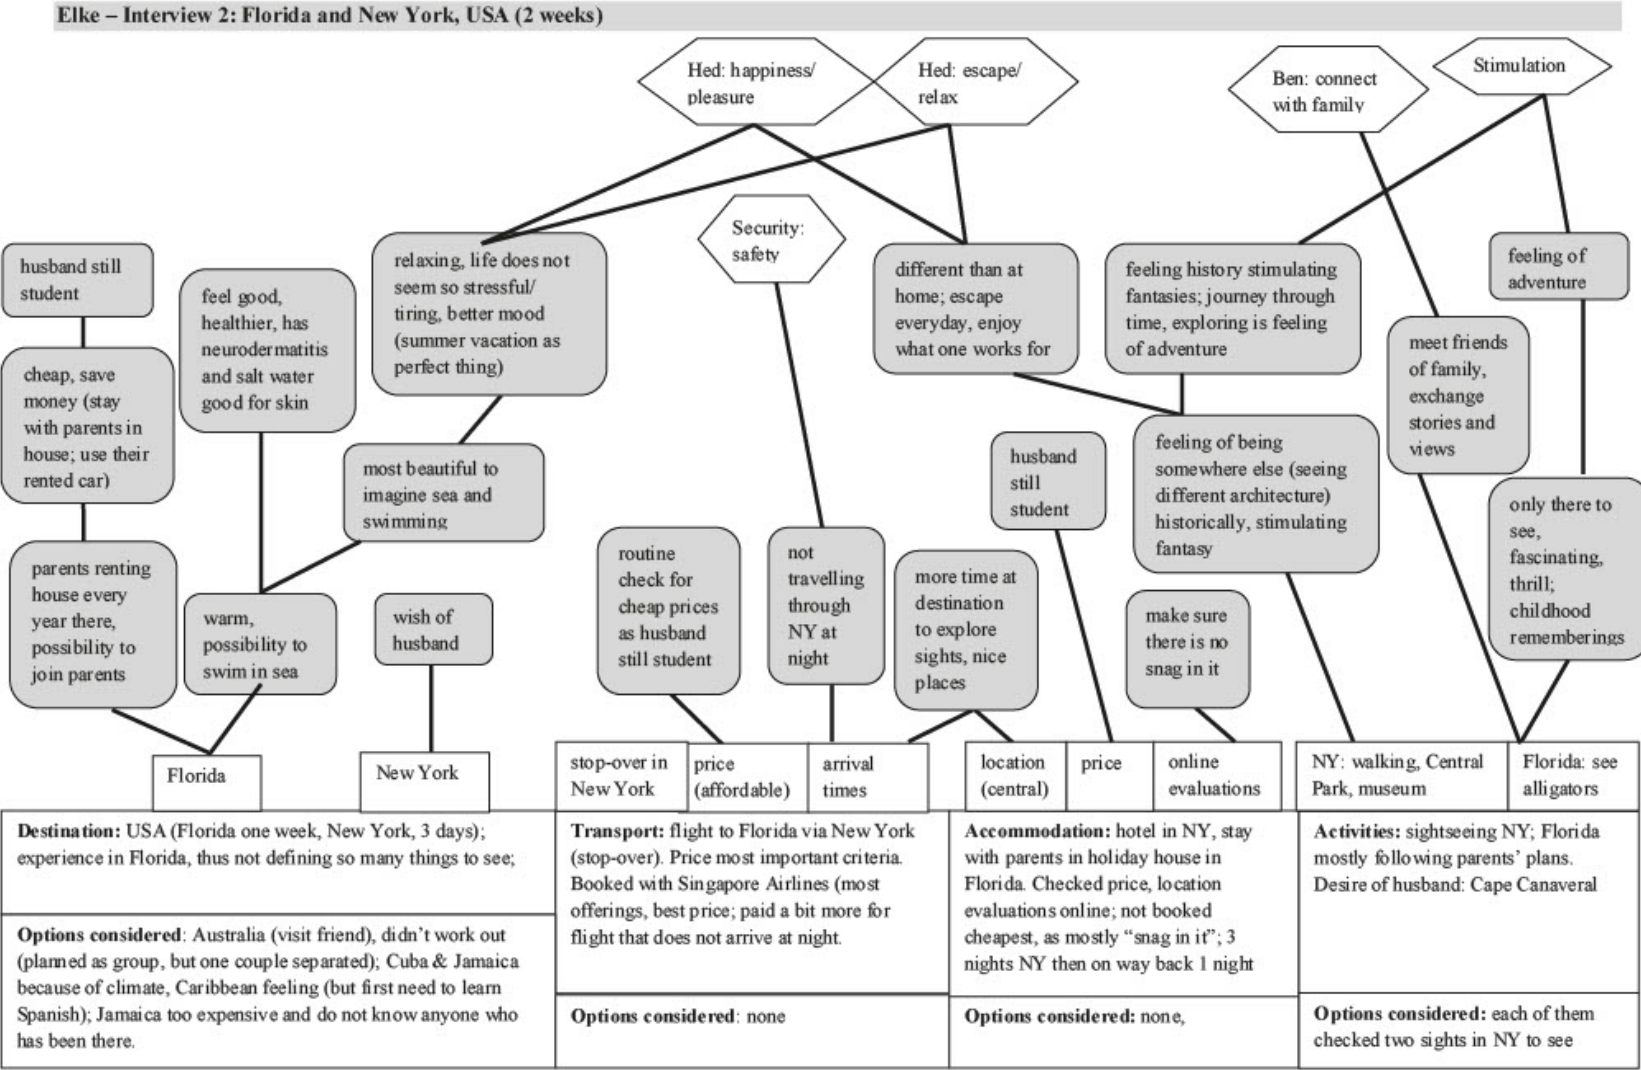 Elke – Interview 2: Florida and New York, USA (2 weeks)
Hed: happiness/
pleasure
Hed: escape/
relax
Ben: connect
with family
Stimulation
Security:
safety
husband still
student
feel good,
healthier, has
neurodermatitis
and salt water
good for skin
relaxing, life does not
seem so stressful/
tiring, better mood
(summer vacation as
perfect thing)
different than at
home; escape
everyday, enjoy
what one works for
feeling history stimulating
fantasies; journey through
time, exploring is feeling
of adventure
feeling of
adventure
cheap, save
money (stay
with parents in
house; use their
rented car)
most beautiful to
imagine sea and
swimming
husband
still
student
feeling of being
somewhere else (seeing
different architecture)
historically, stimulating
fantasy
meet friends
of family,
exchange
stories and
views
only there to
see,
fascinating,
thrill;
childhood
rememberings
parents renting
house every
year there,
possibility to
join parents
warm,
possibility to
swim in sea
wish of
husband
routine
check for
cheap prices
as husband
still student
not
travelling
through
NY at
night
more time at
destination
to explore
sights, nice
places
make sure
there is no
snag in it
Florida
New York
stop-over in
New York
price
(affordable)
arrival
times
location
(central)
price
online
evaluations
NY: walking, Central
Park, museum
Florida: see
alligators
Destination: USA (Florida one week, New York, 3 days);
experience in Florida, thus not defining so many things to see;
Options considered: Australia (visit friend), didn't work out
(planned as group, but one couple separated); Cuba & Jamaica
because of climate, Caribbean feeling (but first need to learn
Spanish); Jamaica too expensive and do not know anyone who
has been there.
Transport: flight to Florida via New York
(stop-over). Price most important criteria.
Booked with Singapore Airlines (most
offerings, best price; paid a bit more for
flight that does not arrive at night.
Options considered: none
Accommodation: hotel in NY, stay
with parents in holiday house in
Florida. Checked price, location
evaluations online; not booked
cheapest, as mostly “snag in it”; 3
nights NY then on way back 1 night
Options considered: none,
Activities: sightseeing NY; Florida
mostly following parents' plans.
Desire of husband: Cape Canaveral
Options considered: each of them
checked two sights in NY to see